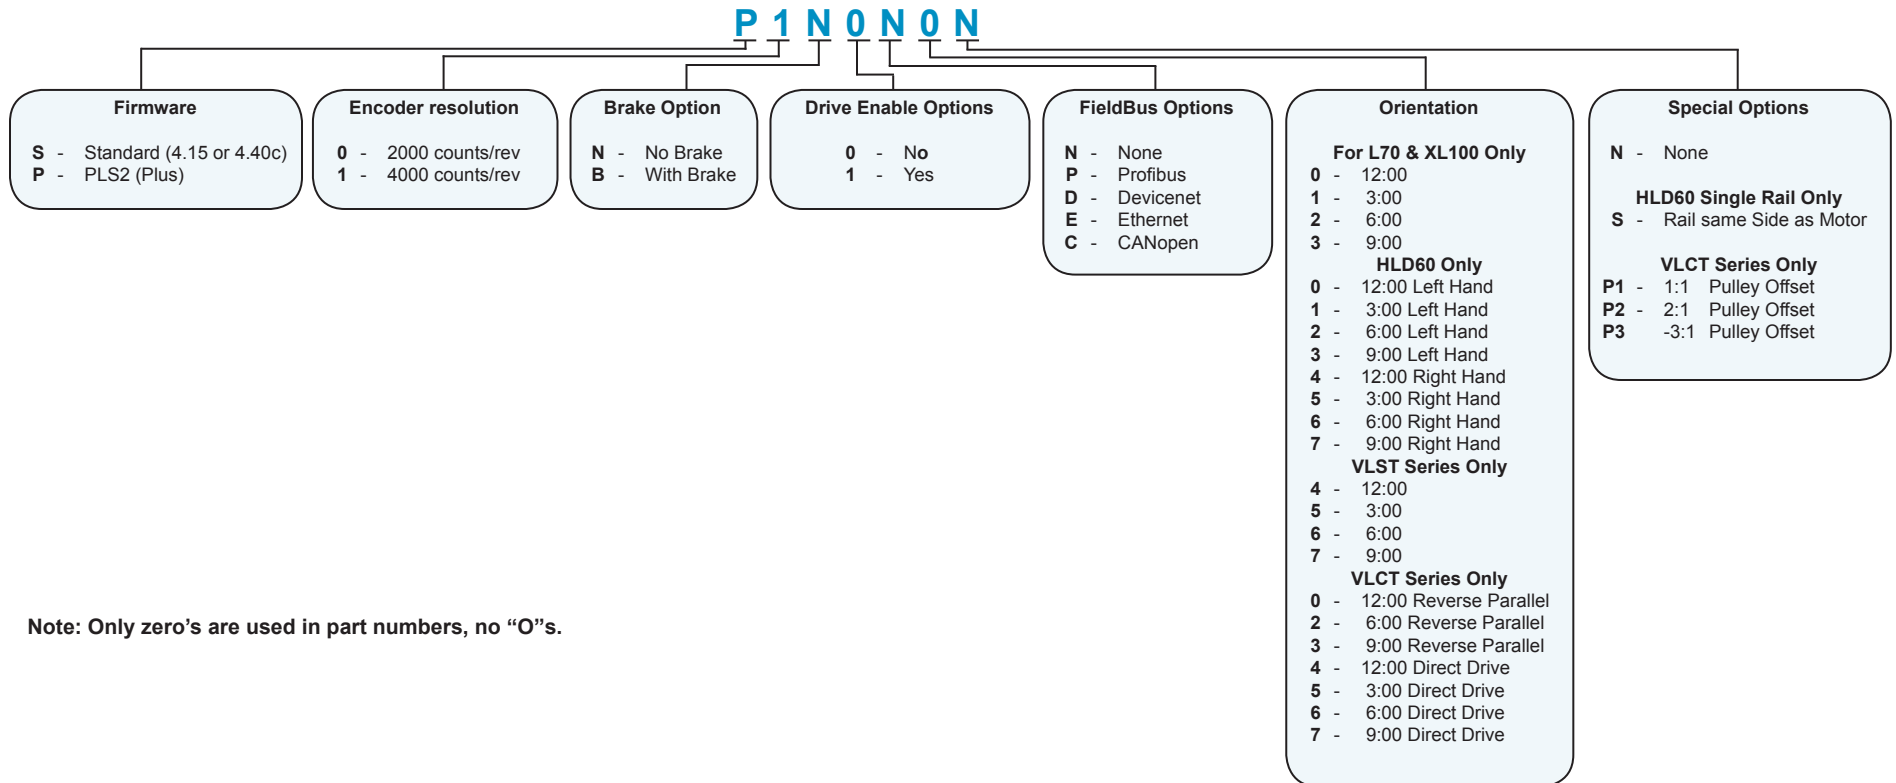 P 1 N 0 N 0 N
Firmware
S - Standard (4.15 or 4.40c)
P - PLS2 (Plus)
Encoder resolution
0 - 2000 counts/rev
1 - 4000 counts/rev
Brake Option
N - No Brake
B - With Brake
Drive Enable Options
0 - No
1 - Yes
FieldBus Options
N - None
P - Profibus
D - Devicenet
E - Ethernet
C - CANopen
Orientation
For L70 & XL100 Only
0 - 12:00
1 - 3:00
2 - 6:00
3 - 9:00
HLD60 Only
0 - 12:00 Left Hand
1 - 3:00 Left Hand
2 - 6:00 Left Hand
3 - 9:00 Left Hand
4 - 12:00 Right Hand
5 - 3:00 Right Hand
6 - 6:00 Right Hand
7 - 9:00 Right Hand
VLST Series Only
4 - 12:00
5 - 3:00
6 - 6:00
7 - 9:00
VLCT Series Only
0 - 12:00 Reverse Parallel
2 - 6:00 Reverse Parallel
3 - 9:00 Reverse Parallel
4 - 12:00 Direct Drive
5 - 3:00 Direct Drive
6 - 6:00 Direct Drive
7 - 9:00 Direct Drive
Special Options
N - None
HLD60 Single Rail Only
S - Rail same Side as Motor
VLCT Series Only
P1 - 1:1 Pulley Offset
P2 - 2:1 Pulley Offset
P3 -3:1 Pulley Offset
Note: Only zero’s are used in part numbers, no “O”s.